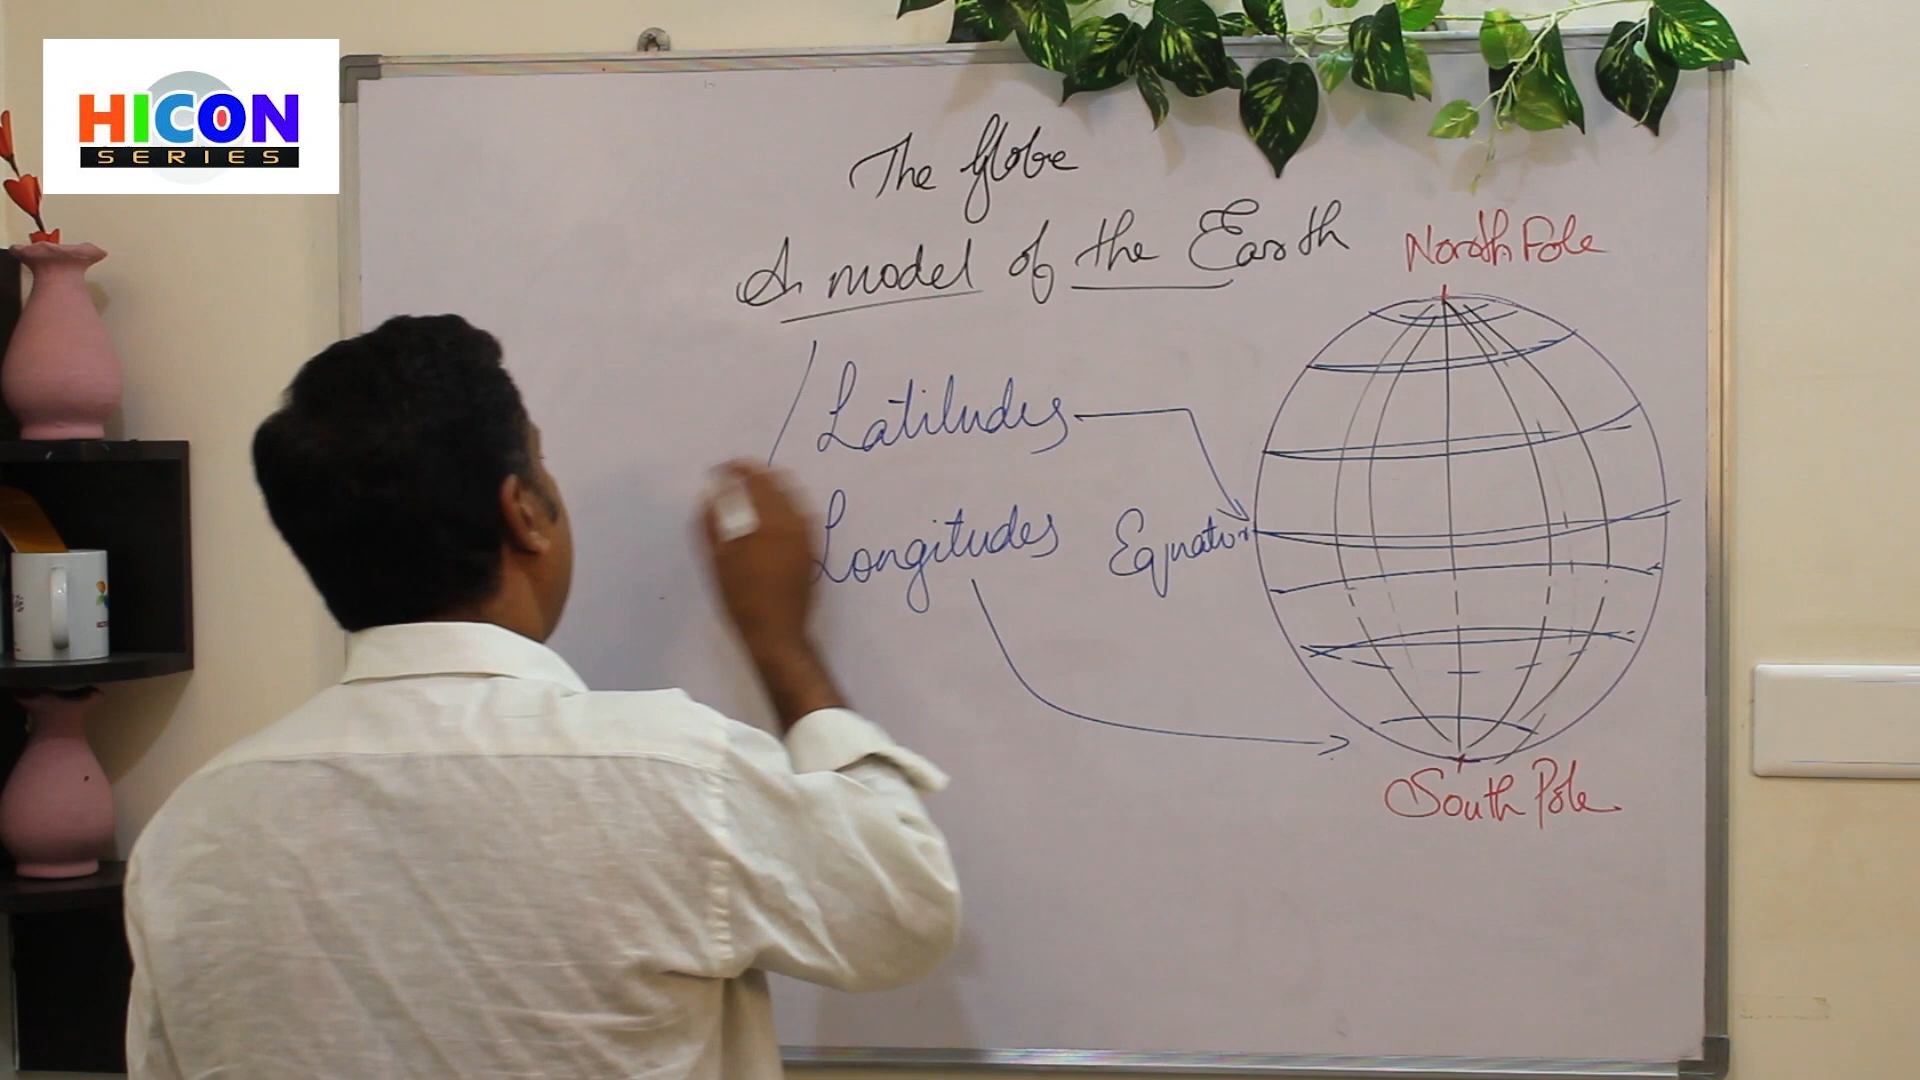 HICON
SERIES
The Globe
A model of the Earth
North Pole
Latitudes
Longitudes
Equator
South Pole